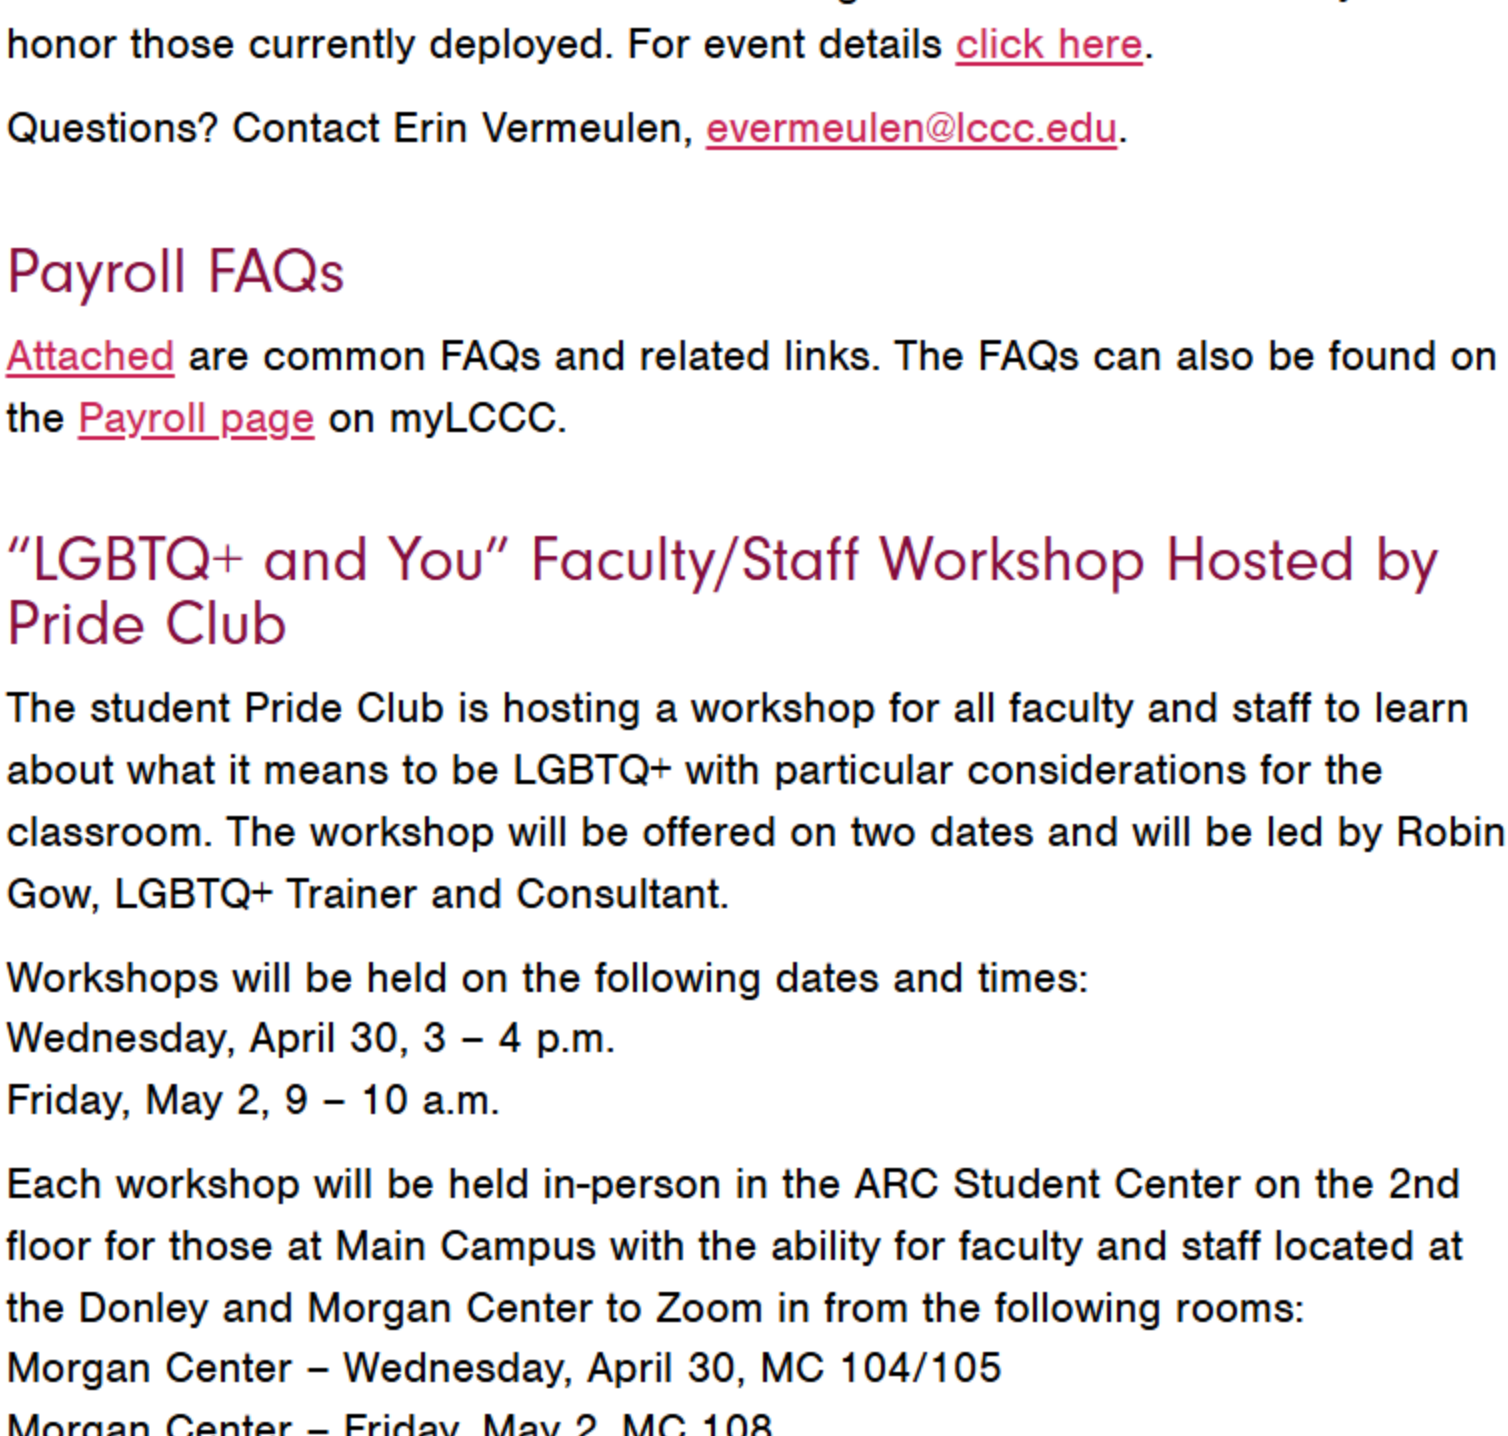 honor those currently deployed. For event details click here.
Questions? Contact Erin Vermeulen, evermeulen@lccc.edu.
Payroll FAQs
Attached are common FAQs and related links. The FAQs can also be found on
the Payroll page on myLCCC.
“LGBTQ+ and You” Faculty/Staff Workshop Hosted by
Pride Club
The student Pride Club is hosting a workshop for all faculty and staff to learn
about what it means to be LGBTQ+ with particular considerations for the
classroom. The workshop will be offered on two dates and will be led by Robin
Gow, LGBTQ+ Trainer and Consultant.
Workshops will be held on the following dates and times:
Wednesday, April 30, 3 – 4 p.m.
Friday, May 2, 9 – 10 a.m.
Each workshop will be held in-person in the ARC Student Center on the 2nd
floor for those at Main Campus with the ability for faculty and staff located at
the Donley and Morgan Center to Zoom in from the following rooms:
Morgan Center – Wednesday, April 30, MC 104/105
Morgan Center – Friday, May 2, MC 108